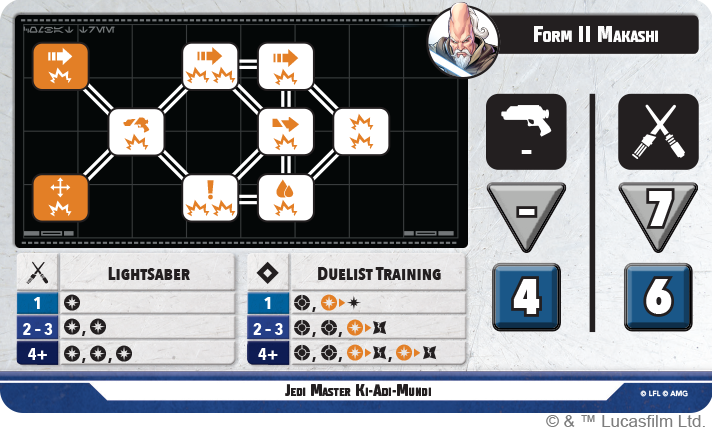 Form II Makashi
-
-
7
4
6
Lightsaber
1
2 - 3
,
4+
, ,
Duelist Training
1
,
2 - 3
, ,
4+
, , ,
Jedi Master Ki-Adi-Mundi
© LFL © AMG
© & ™ Lucasfilm Ltd.